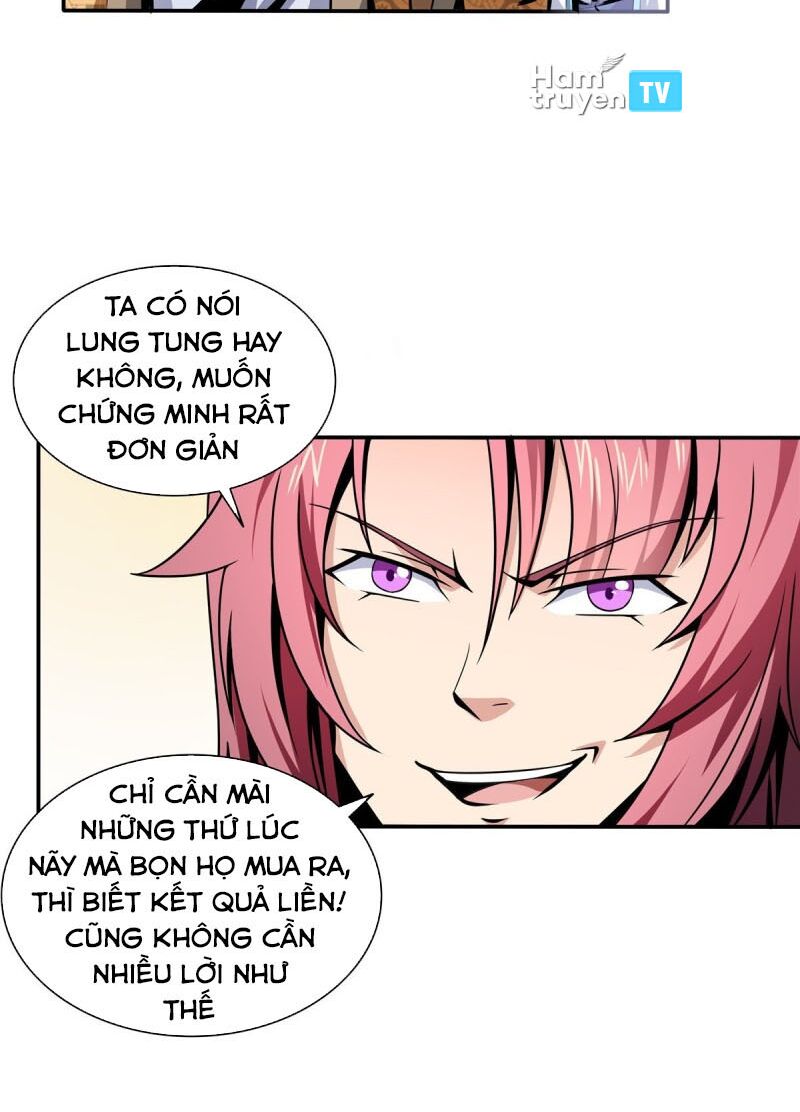 Ham
truyen TV
TA CÓ NÓI
LUNG TUNG HAY
KHÔNG, MUỐN
CHỨNG MINH RẤT
ĐƠN GIẢN
CHỈ CẦN MÀI
NHỮNG THỨ LÚC
NÃY MÀ BỌN HỌ MUA RA,
THÌ BIẾT KẾT QUẢ LIỀN!
CŨNG KHÔNG CẦN
NHIỀU LỜI NHƯ
THẾ